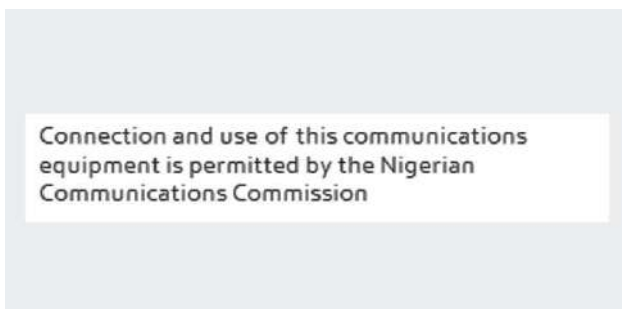 Connection and use of this communications
equipment is permitted by the Nigerian
Communications Commission